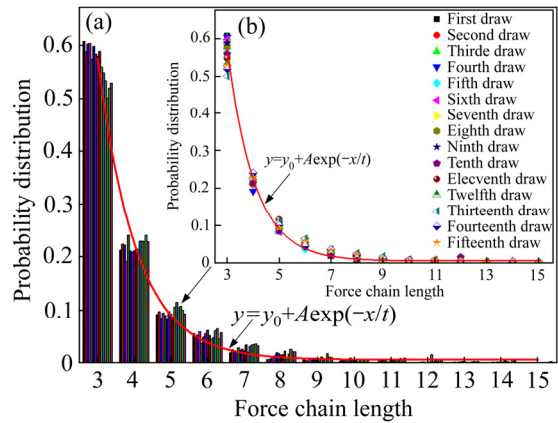 (a)
Probability distribution
0.6
0.5
0.4
0.3
0.2
0.1
0
3 4 5 6 7 8 9 10 11 12 13 14 15
Force chain length
y=y0+Aexp(−x/t)
(b)
Probability distribution
0.6
0.5
0.4
0.3
0.2
0.1
0
3 5 7 9 11 13 15
Force chain length
y=y0+Aexp(−x/t)
First draw
Second draw
Thirde draw
Fourth draw
Fifth draw
Sixth draw
Seventh draw
Eighth draw
Ninth draw
Tenth draw
Elecventh draw
Twelfth draw
Thirteenth draw
Fourteenth draw
Fifteenth draw